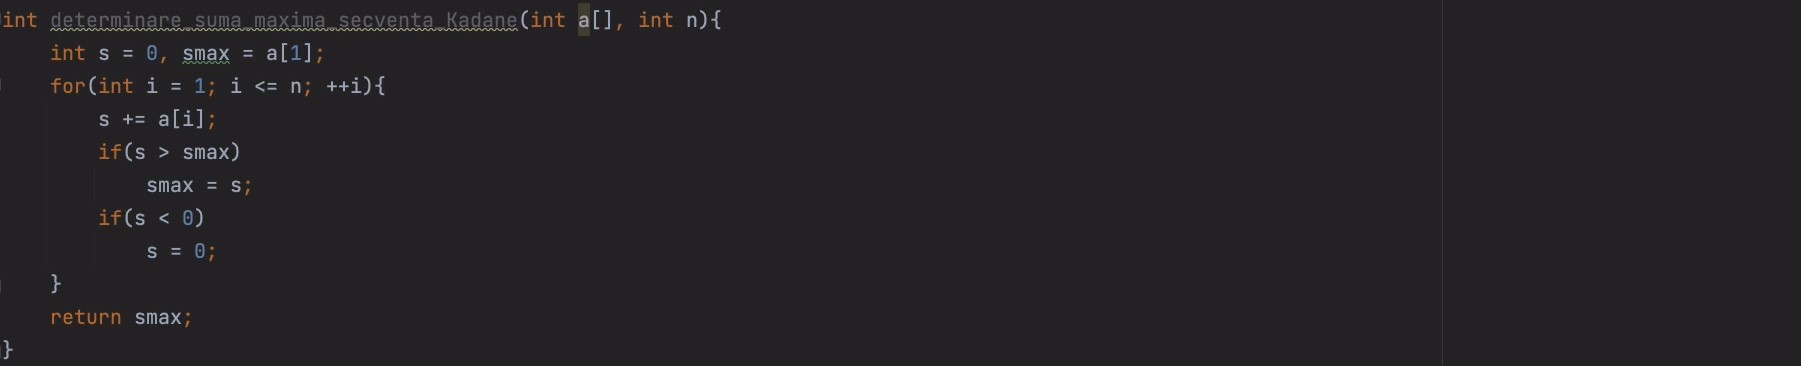 int determinare_suma_maxima_secventa_Kadane(int a[], int n){
    int s = 0, smax = a[1];
    for(int i = 1; i <= n; ++i){
        s += a[i];
        if(s > smax)
            smax = s;
        if(s < 0)
            s = 0;
    }
    return smax;
}